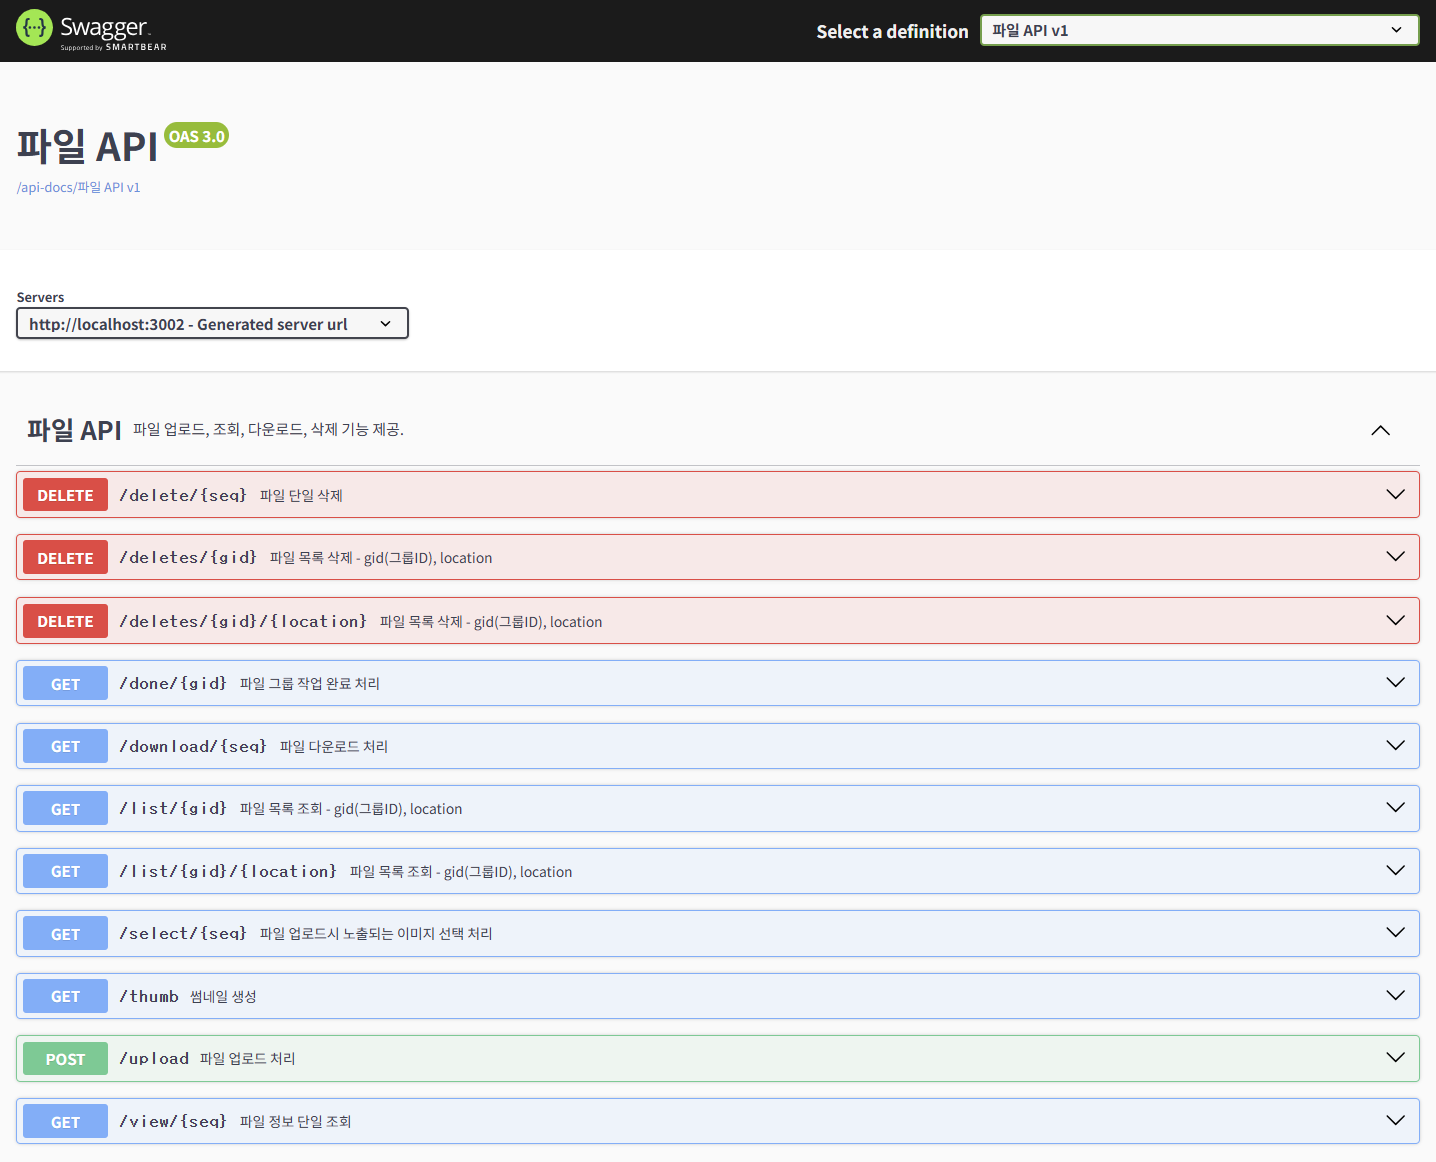 Swagger
Supported by SMARTBEAR
Select a definition
파일 API v1
파일 API OAS 3.0
/api-docs/파일 API v1
Servers
http://localhost:3002 - Generated server url
파일 API 파일 업로드, 조회, 다운로드, 삭제 기능 제공.
DELETE /delete/{seq} 파일 단일 삭제
DELETE /deletes/{gid} 파일 목록 삭제 - gid(그룹ID), location
DELETE /deletes/{gid}/{location} 파일 목록 삭제 - gid(그룹ID), location
GET /done/{gid} 파일 그룹 작업 완료 처리
GET /download/{seq} 파일 다운로드 처리
GET /list/{gid} 파일 목록 조회 - gid(그룹ID), location
GET /list/{gid}/{location} 파일 목록 조회 - gid(그룹ID), location
GET /select/{seq} 파일 업로드시 노출되는 이미지 선택 처리
GET /thumb 썸네일 생성
POST /upload 파일 업로드 처리
GET /view/{seq} 파일 정보 단일 조회